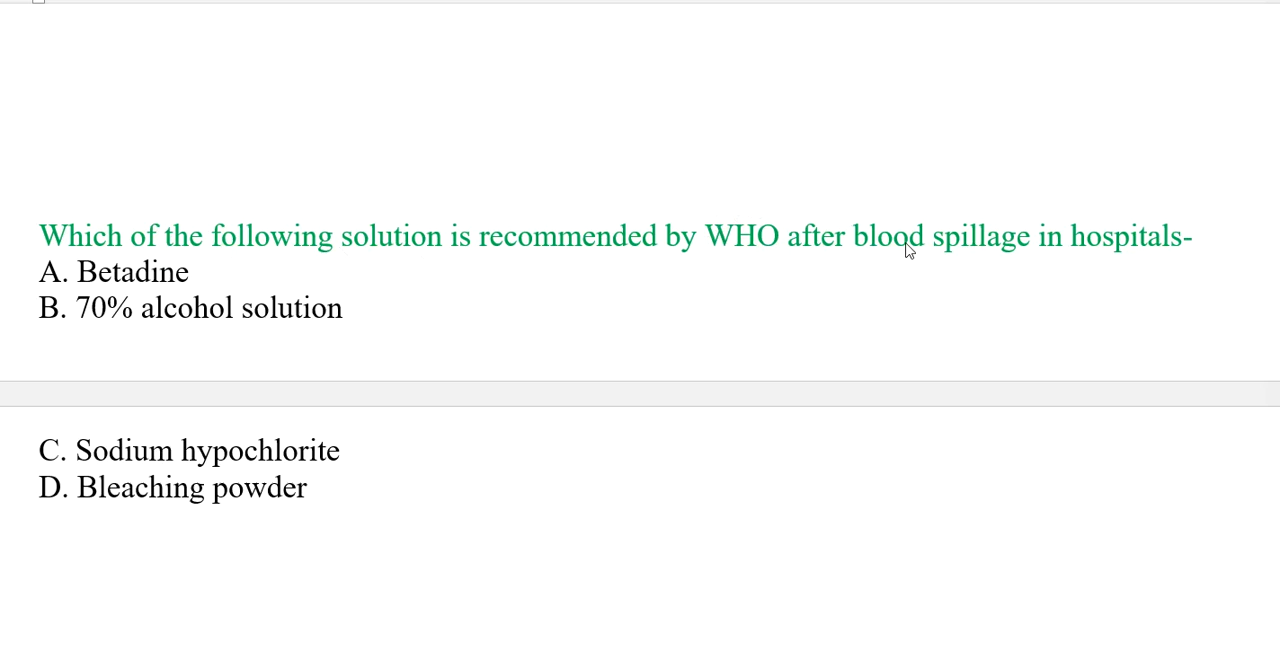 Which of the following solution is recommended by WHO after blood spillage in hospitals-
A. Betadine
B. 70% alcohol solution
C. Sodium hypochlorite
D. Bleaching powder